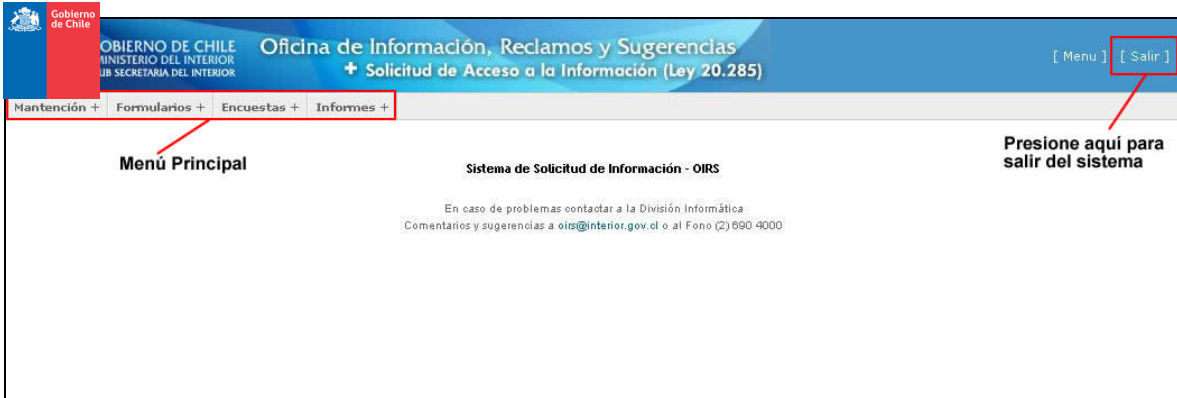 Gobierno
de Chile
OBIERNO DE CHILE
MINISTERIO DEL INTERIOR
UB SECRETARIA DEL INTERIOR
Oficina de Información, Reclamos y Sugerencias
+ Solicitud de Acceso a la Información (Ley 20.285)
[ Menu ] [ Salir ]
Mantención + Formularios + Encuestas + Informes +
Menú Principal
Presione aquí para
salir del sistema
Sistema de Solicitud de Información - OIRS
En caso de problemas contactar a la División Informática
Comentarios y sugerencias a oirs@interior.gov.cl o al Fono (2) 690 4000